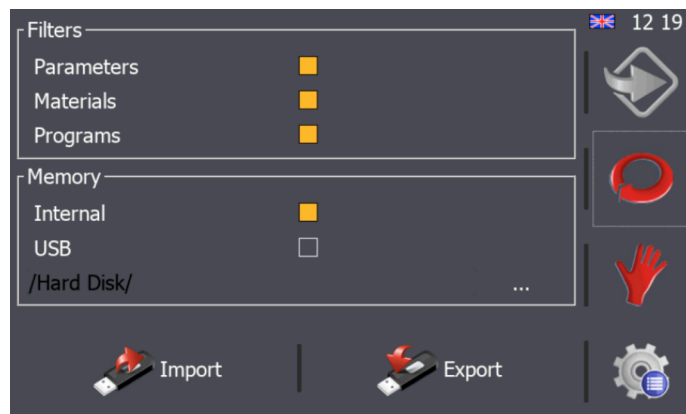 Filters
12 19
Parameters
Materials
Programs
Memory
Internal
USB
/Hard Disk/
...
Import
Export